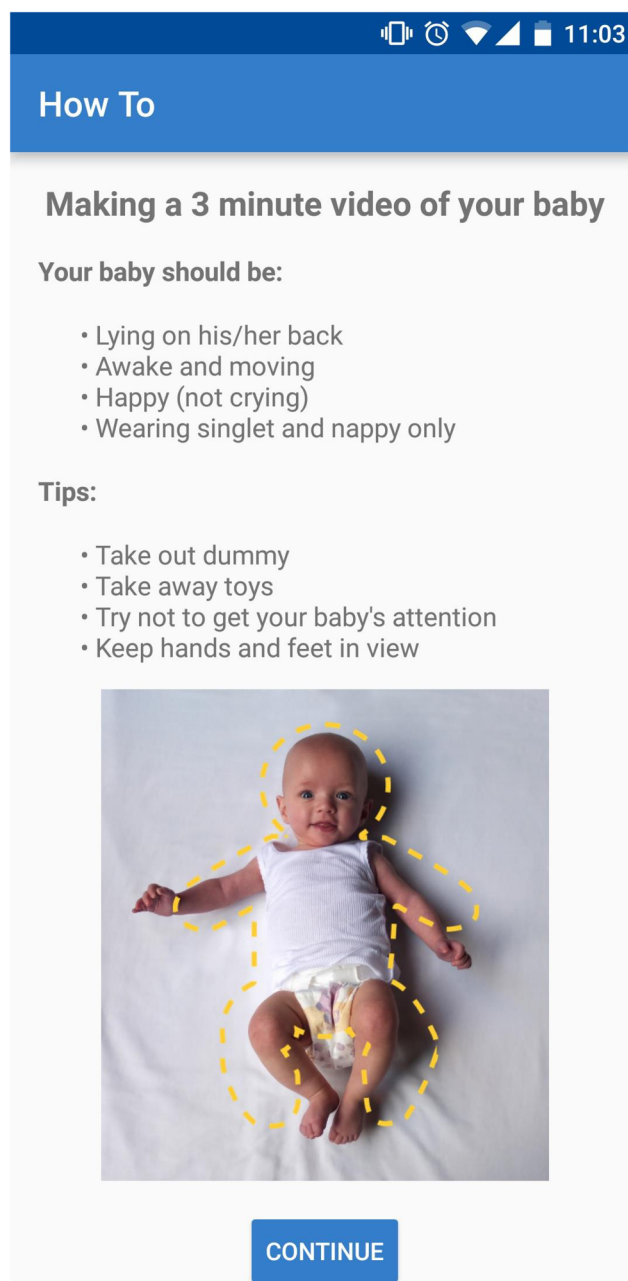 11:03
How To
Making a 3 minute video of your baby
Your baby should be:
• Lying on his/her back
• Awake and moving
• Happy (not crying)
• Wearing singlet and nappy only
Tips:
• Take out dummy
• Take away toys
• Try not to get your baby's attention
• Keep hands and feet in view
CONTINUE